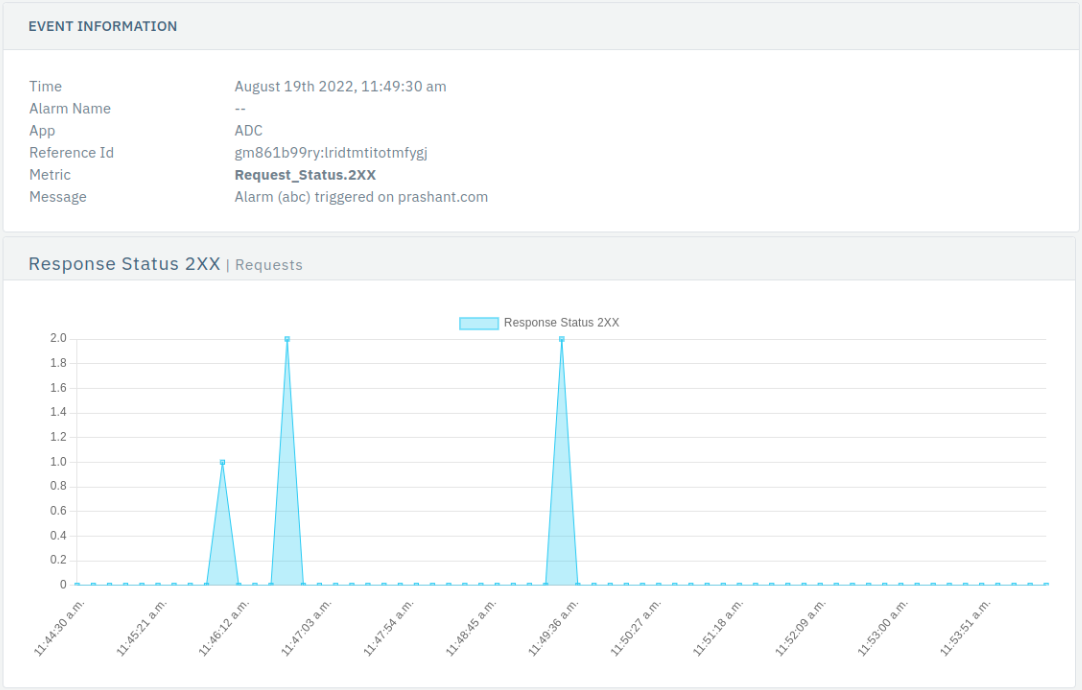 EVENT INFORMATION
Time August 19th 2022, 11:49:30 am
Alarm Name --
App ADC
Reference Id gm861b99ry:lridtmtitotmfygj
Metric Request_Status.2XX
Message Alarm (abc) triggered on prashant.com
Response Status 2XX | Requests
Response Status 2XX
2.0
1.8
1.6
1.4
1.2
1.0
0.8
0.6
0.4
0.2
0
11:44:30 a.m.
11:45:21 a.m.
11:46:12 a.m.
11:47:03 a.m.
11:47:54 a.m.
11:48:45 a.m.
11:49:36 a.m.
11:50:27 a.m.
11:51:18 a.m.
11:52:09 a.m.
11:53:00 a.m.
11:53:51 a.m.